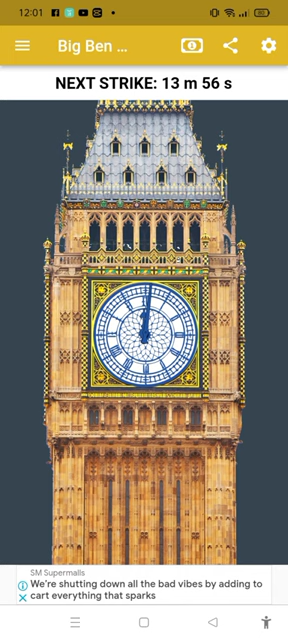 12:01
Big Ben ...
NEXT STRIKE: 13 m 56 s
SM Supermalls
We're shutting down all the bad vibes by adding to
cart everything that sparks